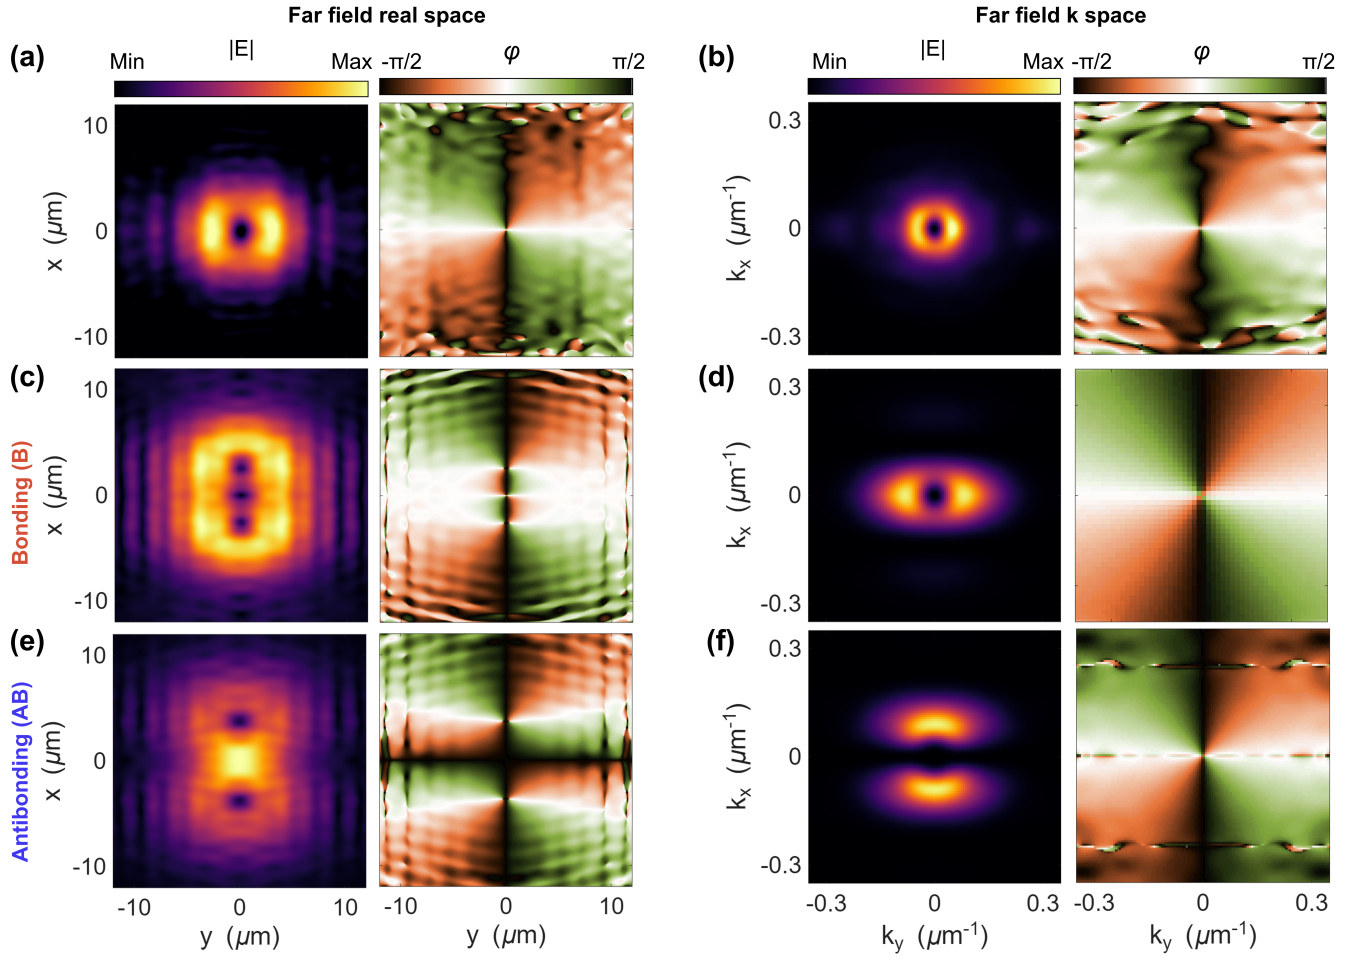 Far field real space
Far field k space
(a)
|E|
Min
Max
φ
-π/2
π/2
(b)
|E|
Min
Max
φ
-π/2
π/2
10
0
-10
x (µm)
0.3
0
-0.3
kx (µm-1)
(c)
Bonding (B)
10
0
-10
x (µm)
(d)
0.3
0
-0.3
kx (µm-1)
(e)
Antibonding (AB)
10
0
-10
x (µm)
-10 0 10
y (µm)
-10 0 10
y (µm)
(f)
0.3
0
-0.3
kx (µm-1)
-0.3 0 0.3
ky (µm-1)
-0.3 0 0.3
ky (µm-1)